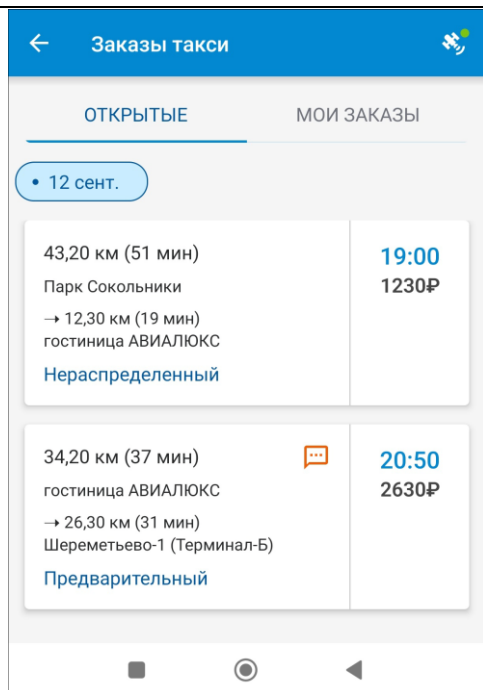 Заказы такси
ОТКРЫТЫЕ
МОИ ЗАКАЗЫ
• 12 сент.
43,20 км (51 мин)
19:00
Парк Сокольники
1230₽
→ 12,30 км (19 мин)
гостиница АВИАЛЮКС
Нераспределенный
34,20 км (37 мин)
20:50
гостиница АВИАЛЮКС
2630₽
→ 26,30 км (31 мин)
Шереметьево-1 (Терминал-Б)
Предварительный